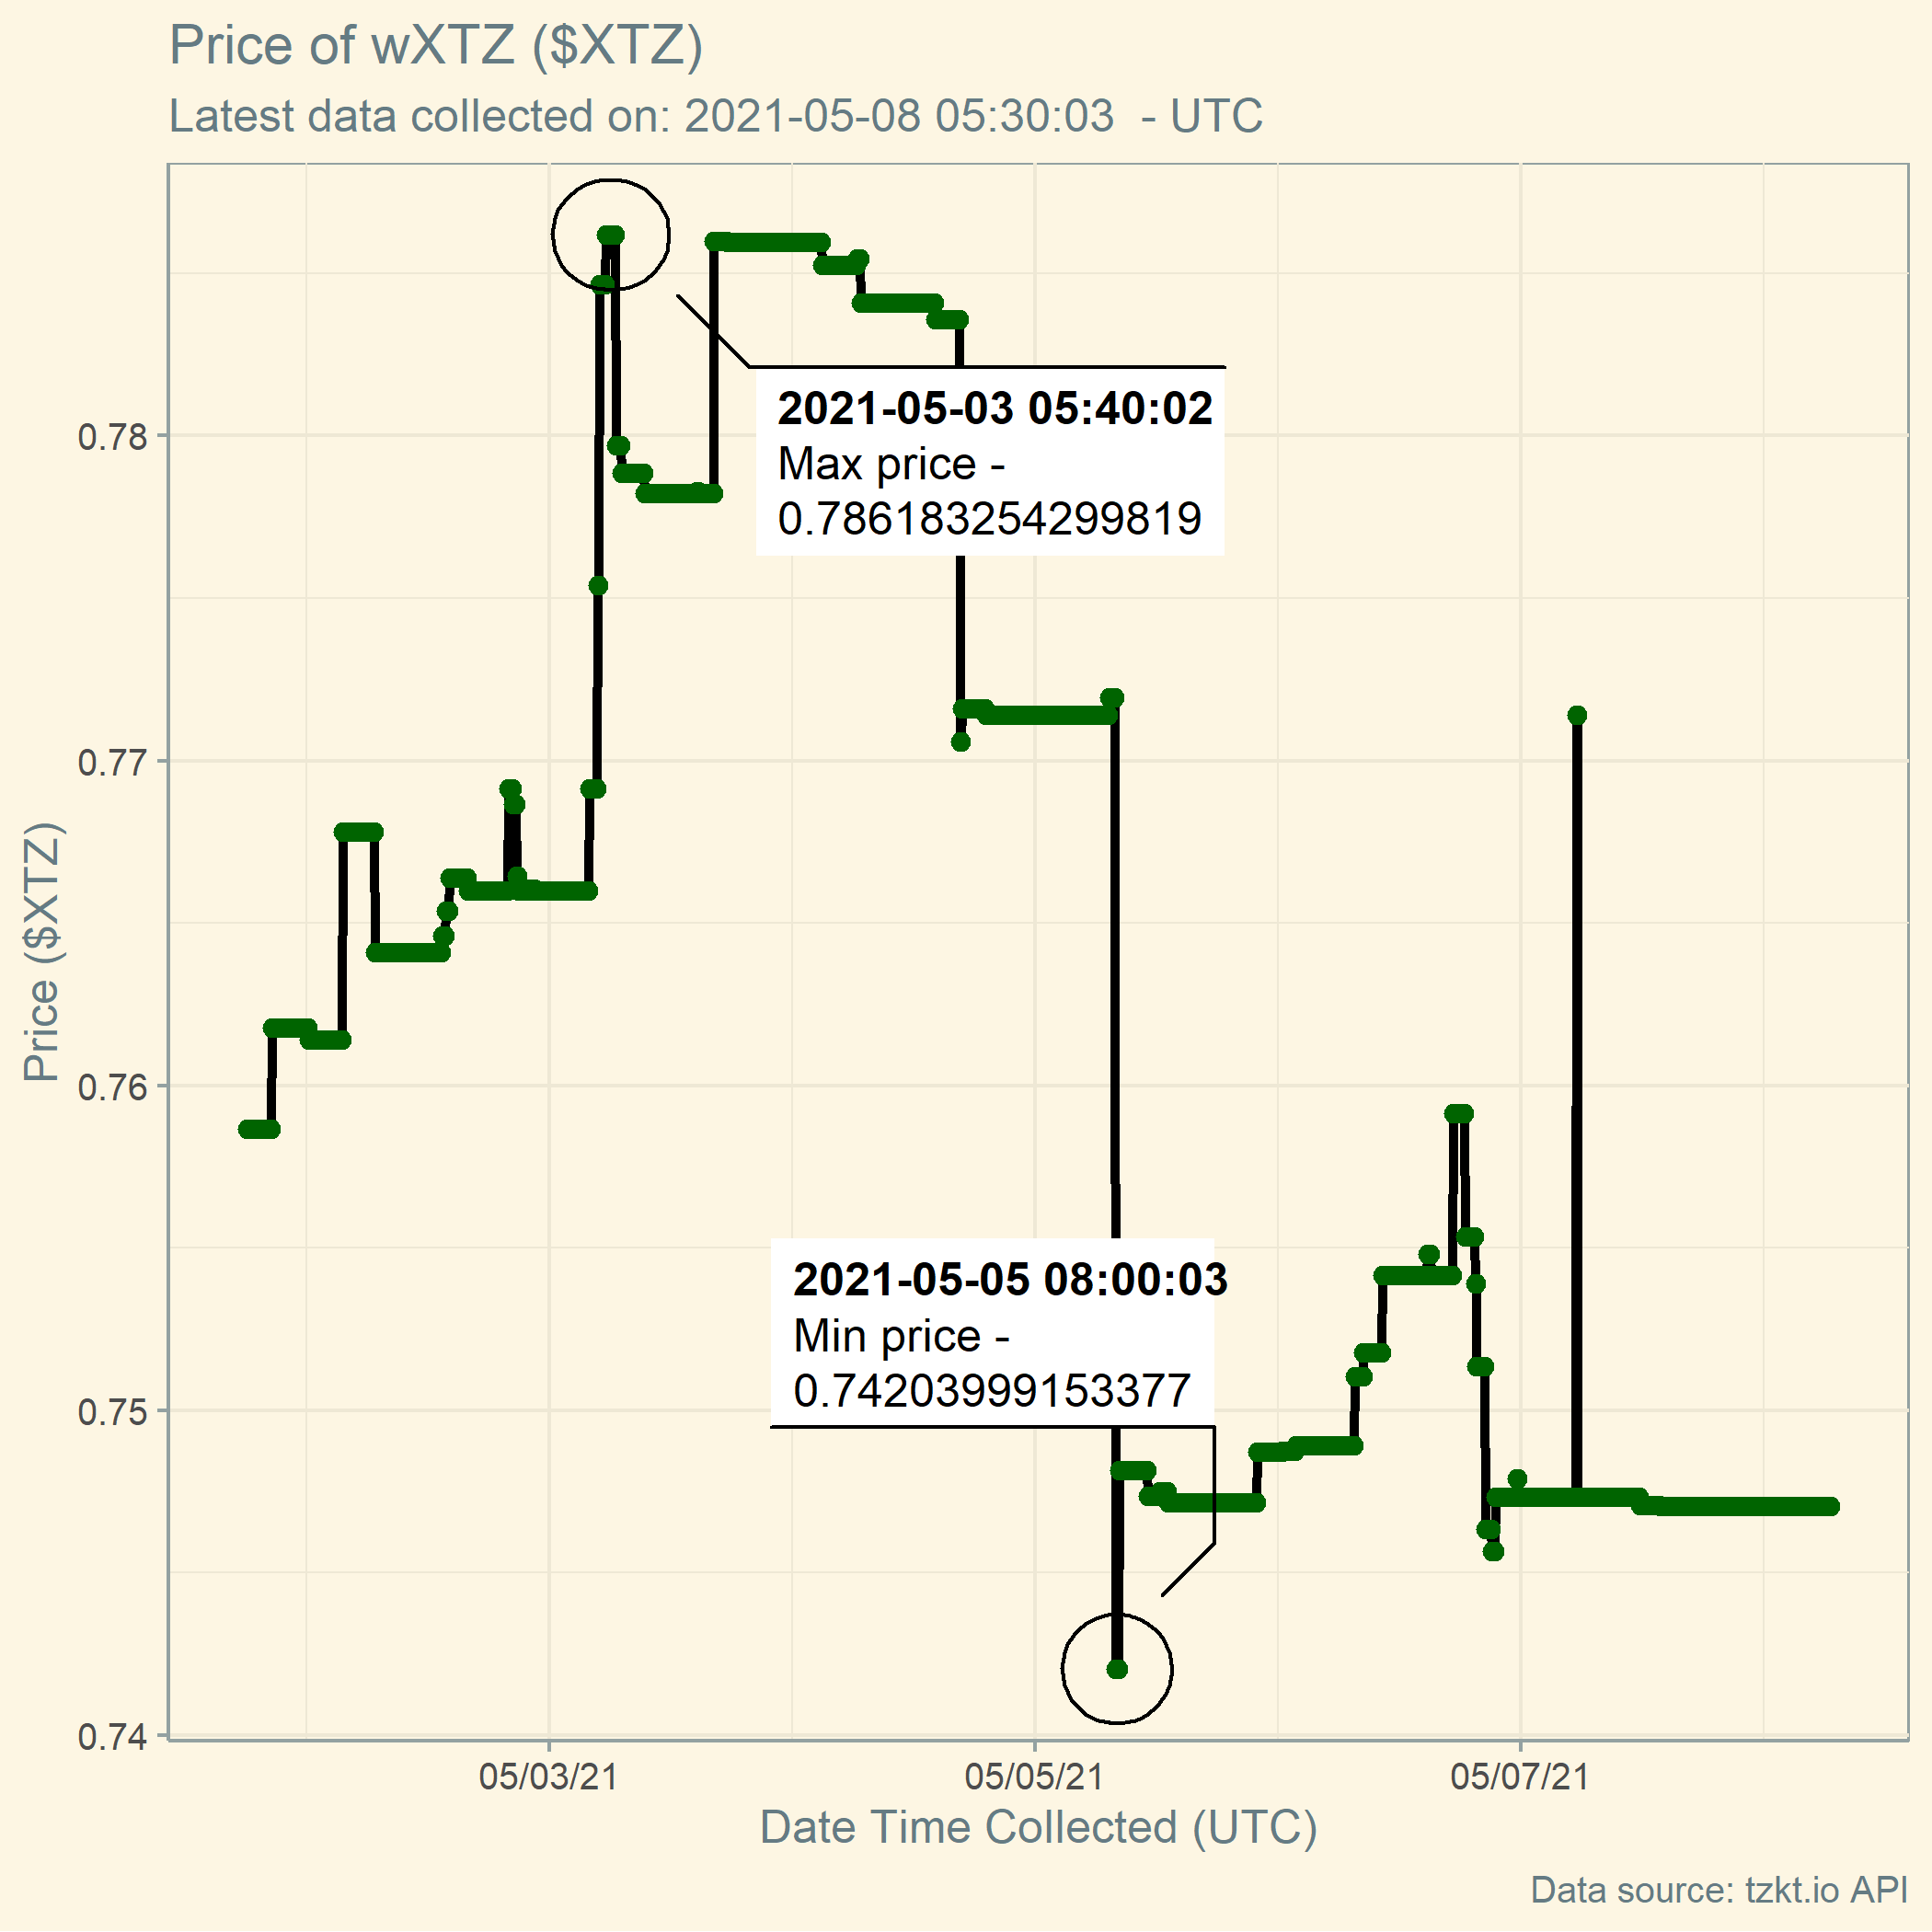 Price of wXTZ ($XTZ)
Latest data collected on: 2021-05-08 05:30:03  - UTC
Price ($XTZ)
0.78
0.77
0.76
0.75
0.74
2021-05-03 05:40:02
Max price -
0.786183254299819
2021-05-05 08:00:03
Min price -
0.74203999153377
05/03/21
05/05/21
05/07/21
Date Time Collected (UTC)
Data source: tzkt.io API